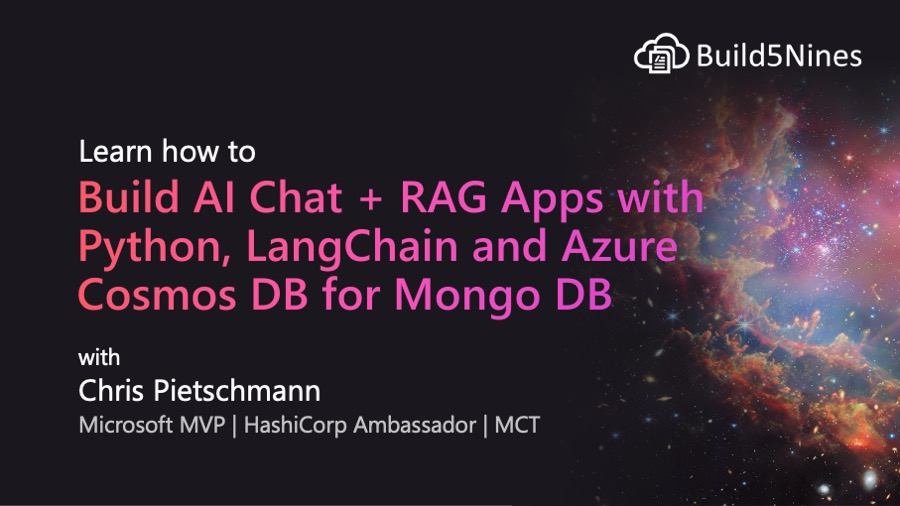 Build5Nines
Learn how to
Build AI Chat + RAG Apps with
Python, LangChain and Azure
Cosmos DB for Mongo DB
with
Chris Pietschmann
Microsoft MVP | HashiCorp Ambassador | MCT